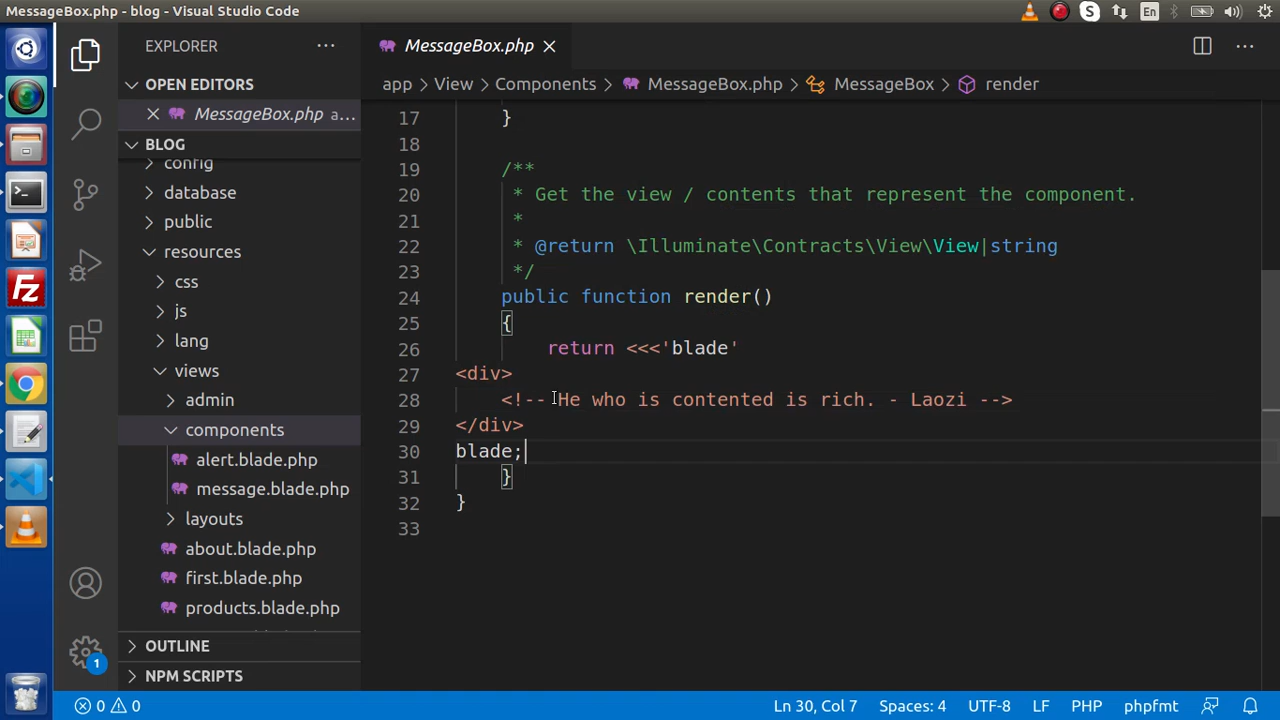 MessageBox.php - blog - Visual Studio Code
En
EXPLORER
OPEN EDITORS
MessageBox.php a...
BLOG
config
database
public
resources
css
js
lang
views
admin
components
alert.blade.php
message.blade.php
layouts
about.blade.php
first.blade.php
products.blade.php
OUTLINE
NPM SCRIPTS
1
MessageBox.php
app > View > Components > MessageBox.php > MessageBox > render
17 }
18
19 /**
20 * Get the view / contents that represent the component.
21 *
22 * @return \Illuminate\Contracts\View\View|string
23 */
24 public function render()
25 {
26 return <<<'blade'
27 <div>
28 <!-- He who is contented is rich. - Laozi -->
29 </div>
30 blade;
31 }
32 }
33
0 0 Ln 30, Col 7 Spaces: 4 UTF-8 LF PHP phpfmt